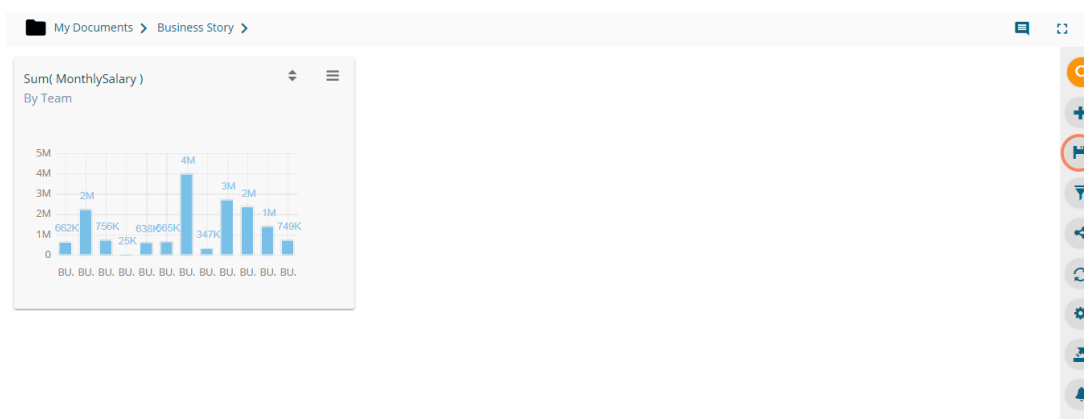 My Documents > Business Story >
Sum( MonthlySalary )
By Team
5M
4M
3M
2M
1M
0
662K 2M 756K 25K 638K 665K 4M 347K 3M 2M 1M 749K
BU. BU. BU. BU. BU. BU. BU. BU. BU. BU. BU. BU.